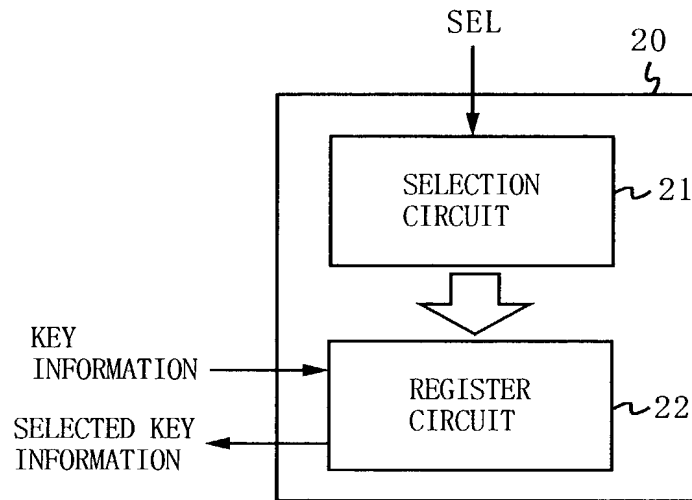 SEL
20
SELECTION
CIRCUIT
21
KEY
INFORMATION
REGISTER
CIRCUIT
22
SELECTED KEY
INFORMATION